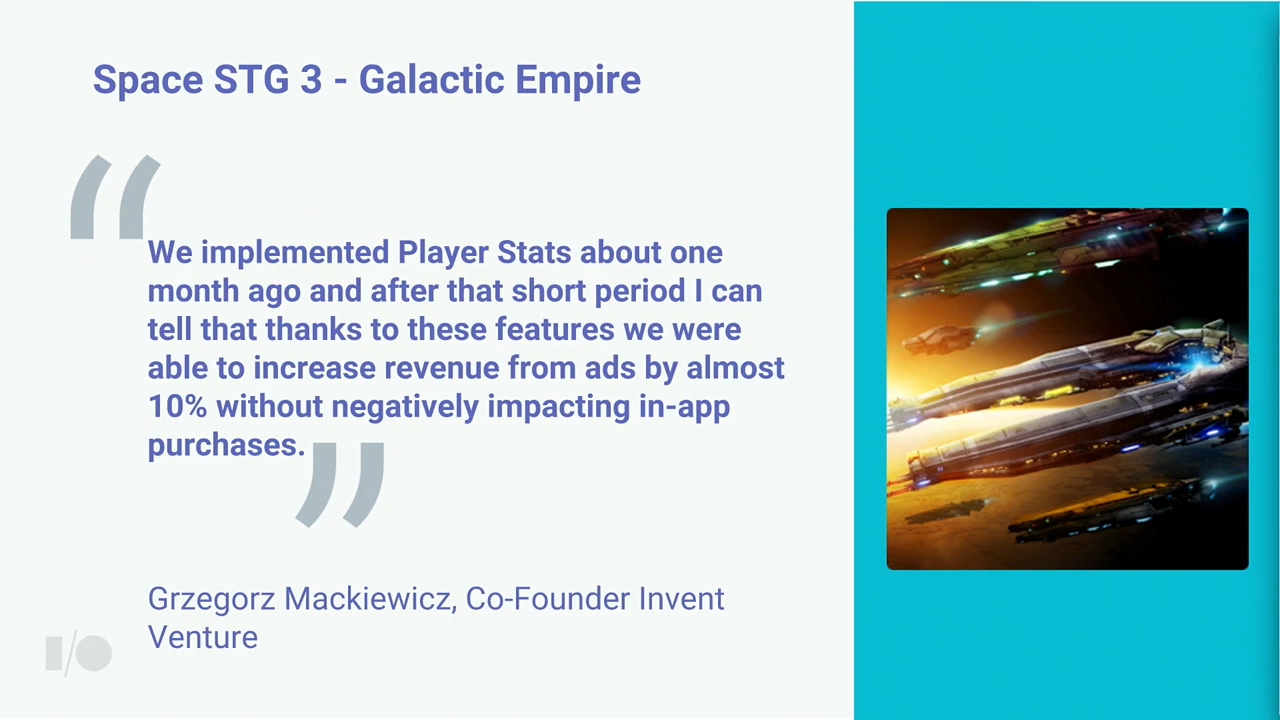 Space STG 3 - Galactic Empire
“
We implemented Player Stats about one
month ago and after that short period I can
tell that thanks to these features we were
able to increase revenue from ads by almost
10% without negatively impacting in-app
purchases.
”
Grzegorz Mackiewicz, Co-Founder Invent
Venture
I/O